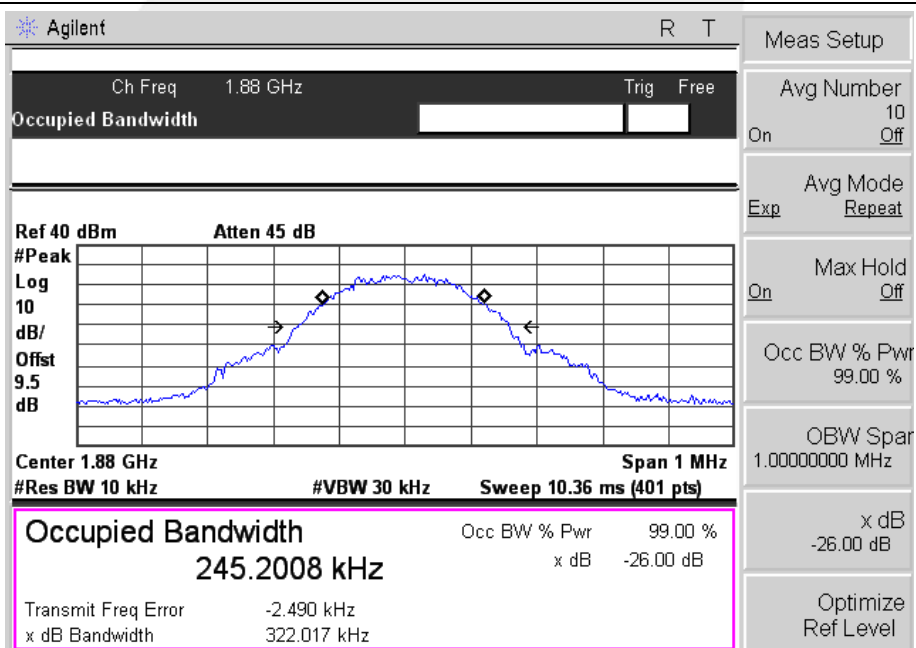 Agilent R T
Ch Freq 1.88 GHz Trig Free
Occupied Bandwidth
Ref 40 dBm Atten 45 dB
#Peak
Log
10
dB/
Offst
9.5
dB
Center 1.88 GHz Span 1 MHz
#Res BW 10 kHz #VBW 30 kHz Sweep 10.36 ms (401 pts)
Occupied Bandwidth
245.2008 kHz
Occ BW % Pwr 99.00 %
x dB -26.00 dB
Transmit Freq Error -2.490 kHz
x dB Bandwidth 322.017 kHz
Meas Setup
Avg Number
10
On Off
Avg Mode
Exp Repeat
Max Hold
On Off
Occ BW % Pwr
99.00 %
OBW Span
1.00000000 MHz
x dB
-26.00 dB
Optimize
Ref Level